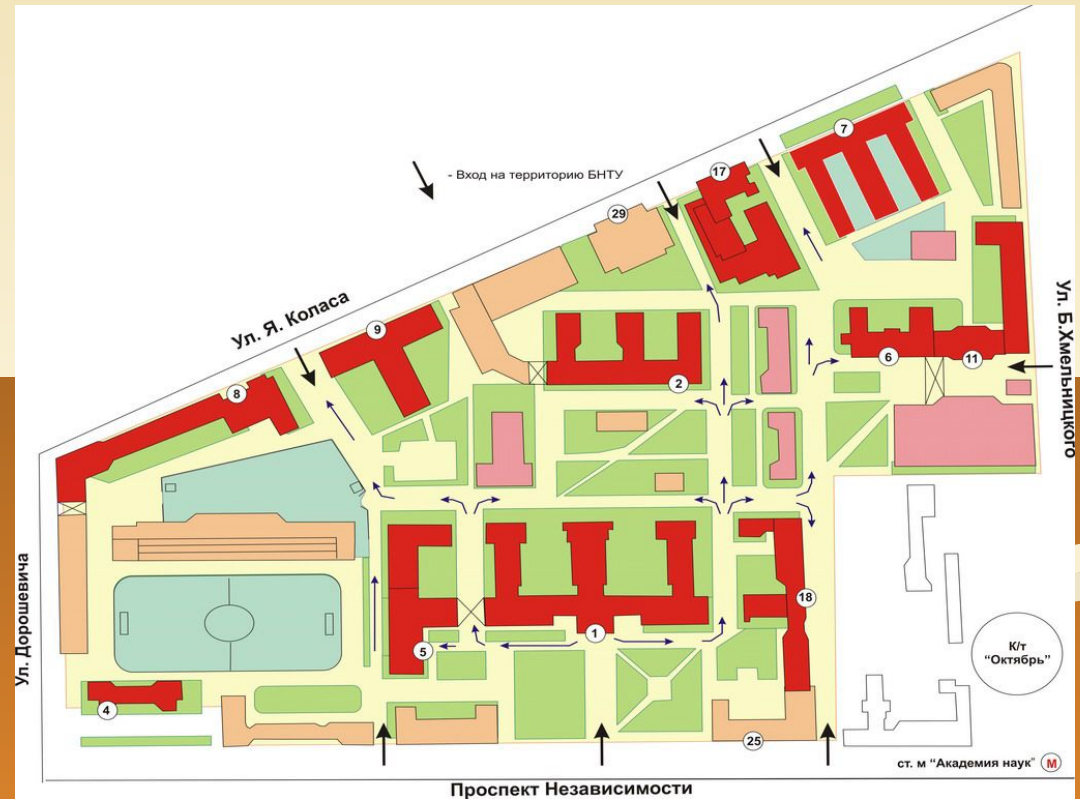 7
17
- Вход на территорию БНТУ
29
Ул. Я. Коласа
Ул. Б.Хмельницкого
9
6
11
2
8
18
1
5
Ул. Дорошевича
К/т
"Октябрь"
4
25
ст. м "Академия наук" М
Проспект Независимости